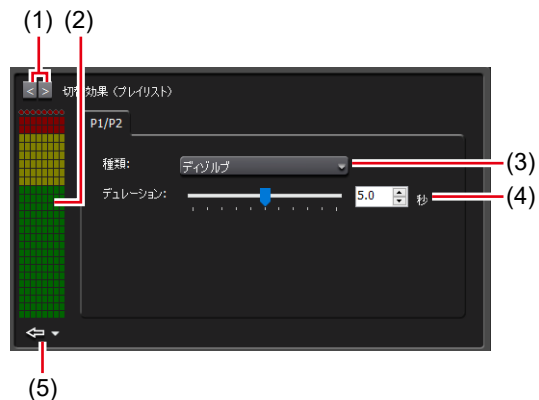 (1) (2)
< > 切替効果 (プレイリスト)
P1/P2
種類: ディゾルブ (3)
デュレーション: 5.0 秒 (4)
(5)